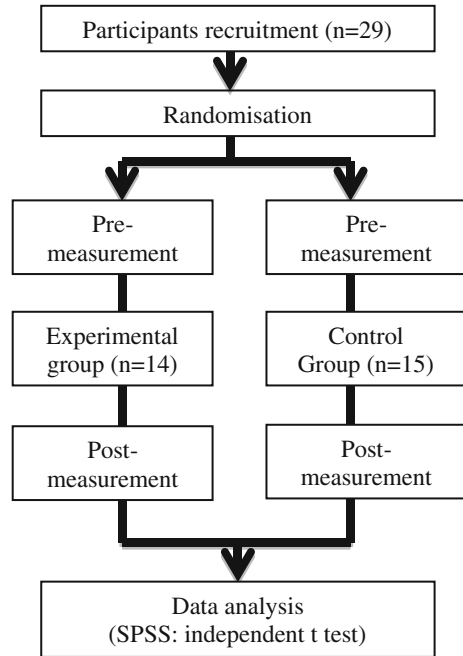 Participants recruitment (n=29)
Randomisation
Pre-
measurement
Pre-
measurement
Experimental
group (n=14)
Control
Group (n=15)
Post-
measurement
Post-
measurement
Data analysis
(SPSS: independent t test)